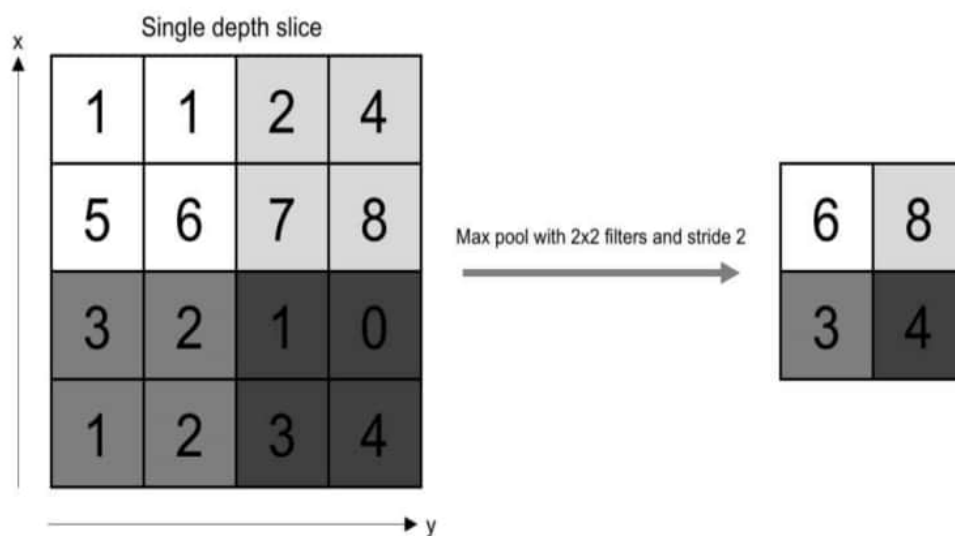 Single depth slice
x
1 1 2 4
5 6 7 8
3 2 1 0
1 2 3 4
y
Max pool with 2x2 filters and stride 2
6 8
3 4